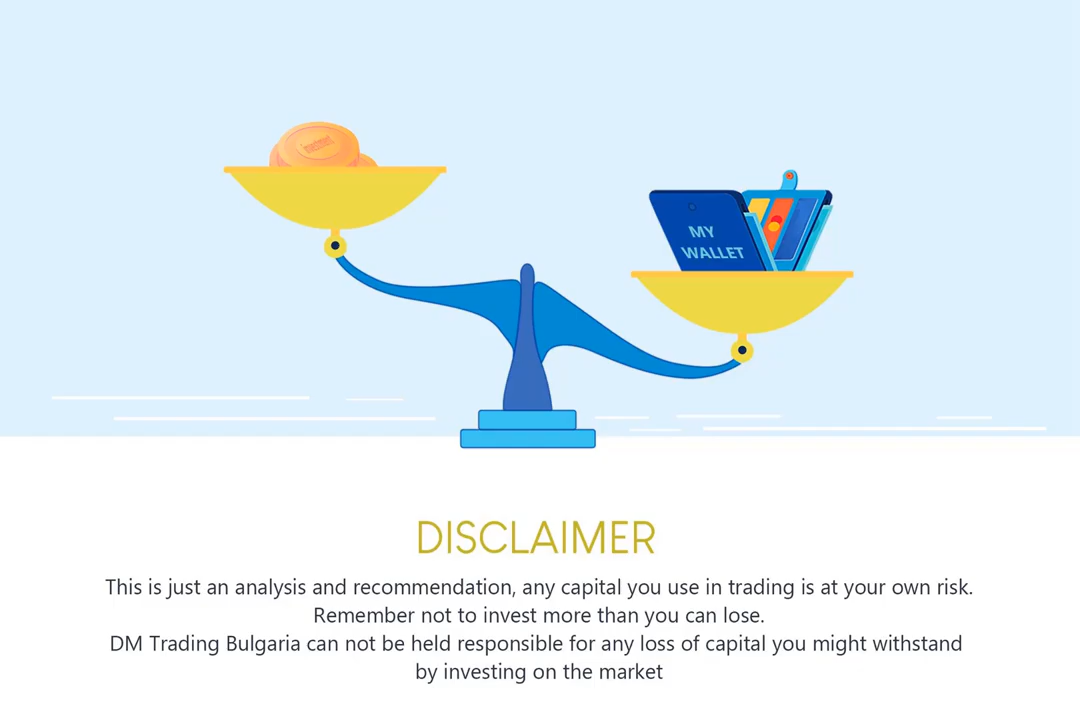 MY
WALLET
DISCLAIMER
This is just an analysis and recommendation, any capital you use in trading is at your own risk.
Remember not to invest more than you can lose.
DM Trading Bulgaria can not be held responsible for any loss of capital you might withstand
by investing on the market